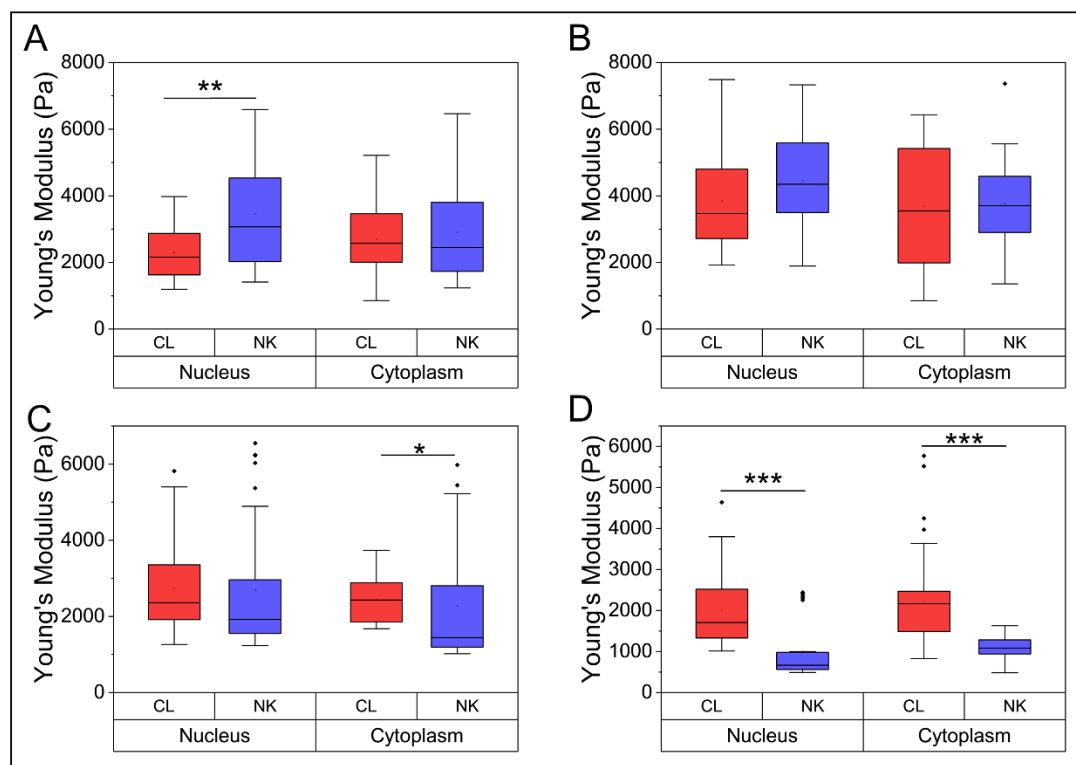 A
Young's Modulus (Pa)
8000
6000
4000
2000
0
**
CL NK CL NK
Nucleus Cytoplasm
B
Young's Modulus (Pa)
8000
6000
4000
2000
0
CL NK CL NK
Nucleus Cytoplasm
C
Young's Modulus (Pa)
6000
4000
2000
0
*
CL NK CL NK
Nucleus Cytoplasm
D
Young's Modulus (Pa)
6000
5000
4000
3000
2000
1000
0
*** ***
CL NK CL NK
Nucleus Cytoplasm